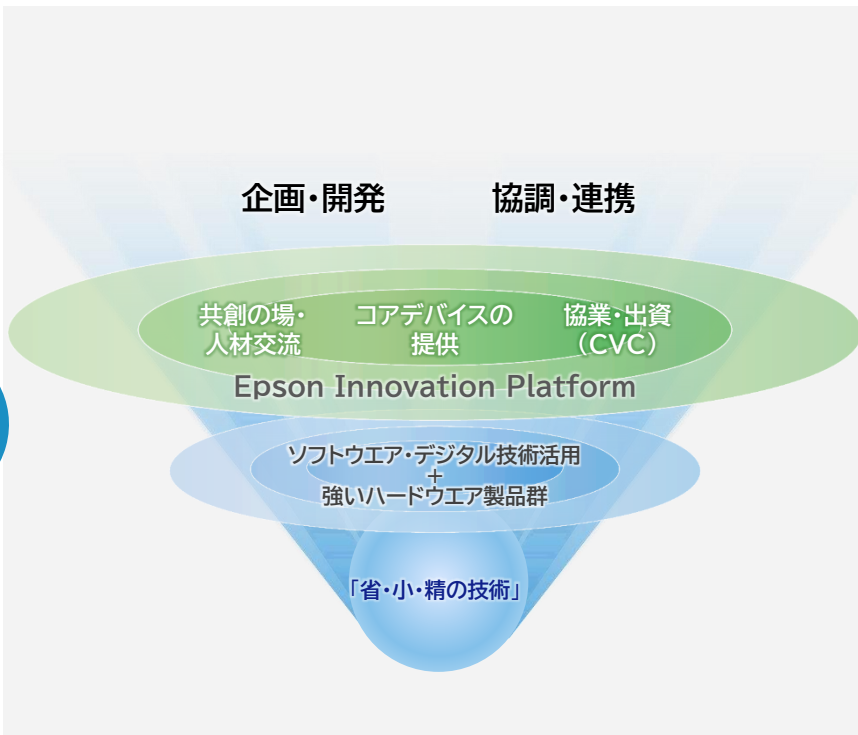 企画・開発 協調・連携
共創の場・ コアデバイスの 協業・出資
人材交流 提供 （CVC）
Epson Innovation Platform
ソフトウエア・デジタル技術活用
+
強いハードウエア製品群
「省・小・精の技術」